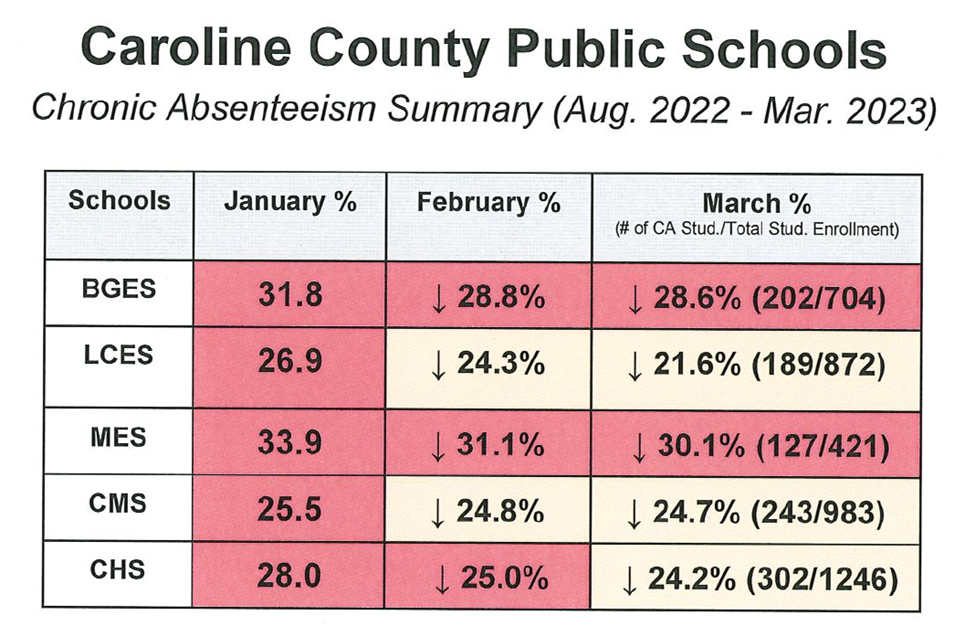 Caroline County Public Schools
Chronic Absenteeism Summary (Aug. 2022 - Mar. 2023)
Schools January % February % March %
(# of CA Stud./Total Stud. Enrollment)
BGES 31.8 ↓ 28.8% ↓ 28.6% (202/704)
LCES 26.9 ↓ 24.3% ↓ 21.6% (189/872)
MES 33.9 ↓ 31.1% ↓ 30.1% (127/421)
CMS 25.5 ↓ 24.8% ↓ 24.7% (243/983)
CHS 28.0 ↓ 25.0% ↓ 24.2% (302/1246)